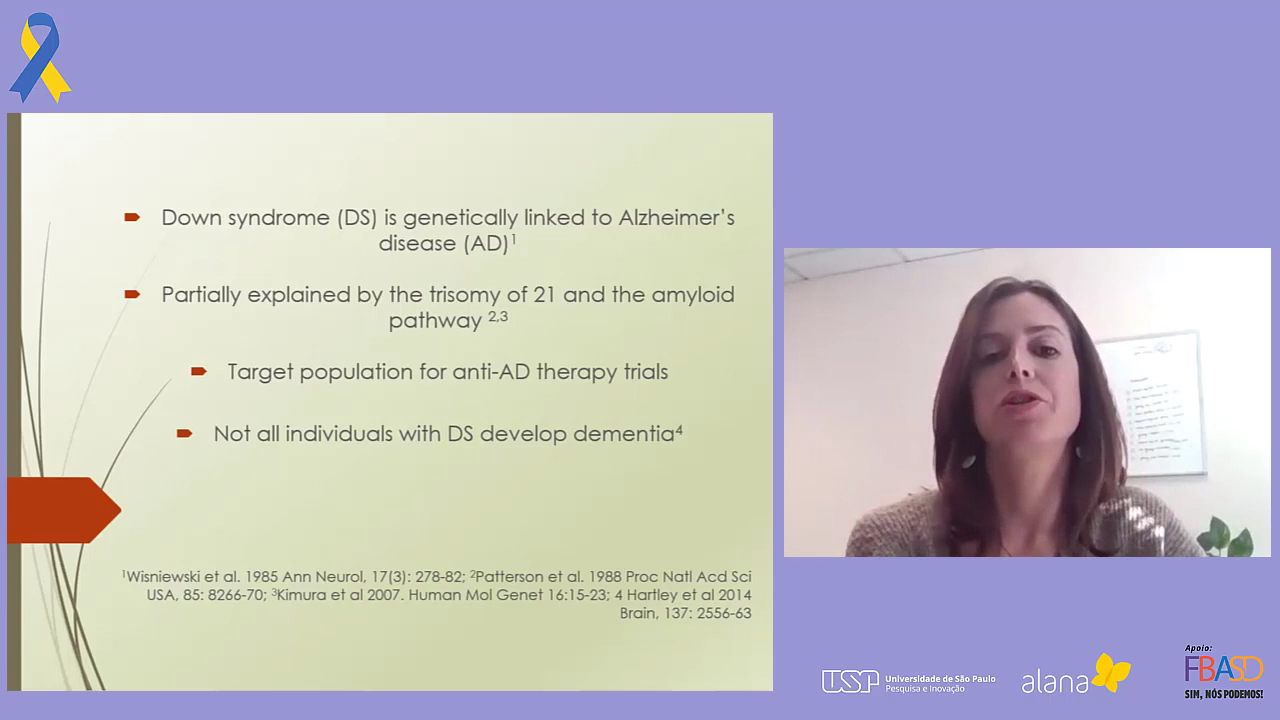 Down syndrome (DS) is genetically linked to Alzheimer's
disease (AD)¹
Partially explained by the trisomy of 21 and the amyloid
pathway ²,³
Target population for anti-AD therapy trials
Not all individuals with DS develop dementia⁴
¹Wisniewski et al. 1985 Ann Neurol, 17(3): 278-82; ²Patterson et al. 1988 Proc Natl Acd Sci
USA, 85: 8266-70; ³Kimura et al 2007. Human Mol Genet 16:15-23; 4 Hartley et al 2014
Brain, 137: 2556-63
USP Universidade de São Paulo
Pesquisa e Inovação
alana
Apoio:
FBASD
SIM, NÓS PODEMOS!